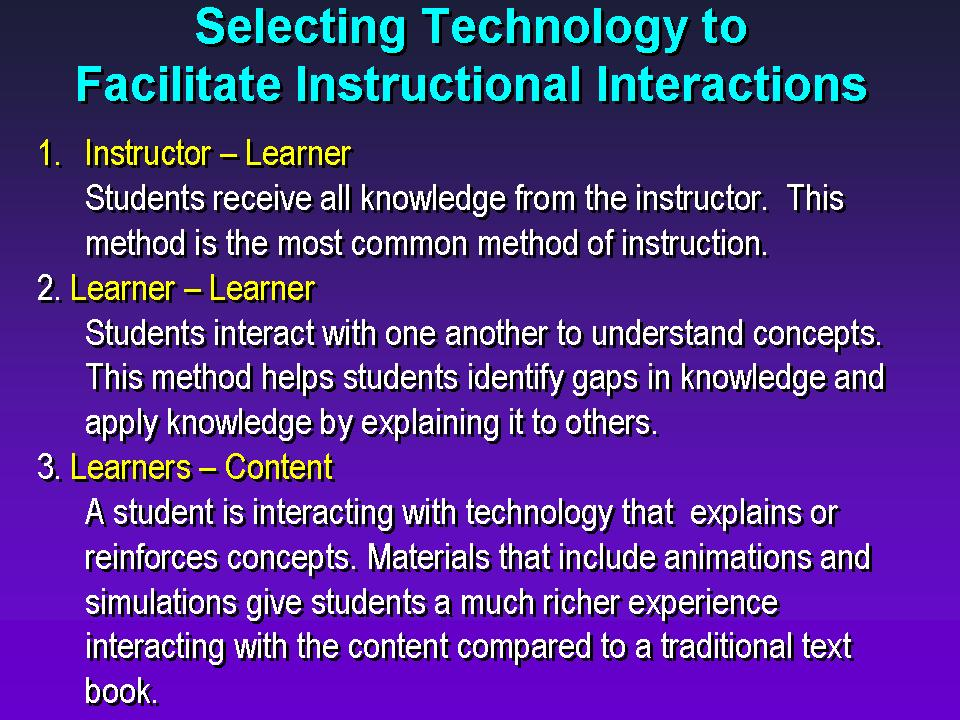 Selecting Technology to
Facilitate Instructional Interactions
1. Instructor – Learner
Students receive all knowledge from the instructor.  This
method is the most common method of instruction.
2. Learner – Learner
Students interact with one another to understand concepts.
This method helps students identify gaps in knowledge and
apply knowledge by explaining it to others.
3. Learners – Content
A student is interacting with technology that  explains or
reinforces concepts. Materials that include animations and
simulations give students a much richer experience
interacting with the content compared to a traditional text
book.